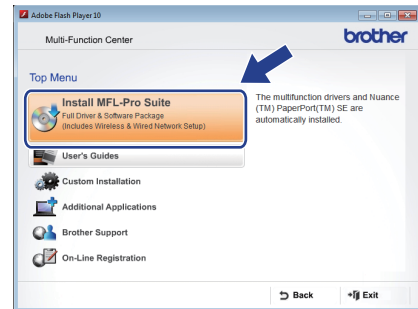 Adobe Flash Player 10
Multi-Function Center
brother
Top Menu
Install MFL-Pro Suite
Full Driver & Software Package
(Includes Wireless & Wired Network Setup)
The multifunction drivers and Nuance
(TM) PaperPort(TM) SE are
automatically installed.
User's Guides
Custom Installation
Additional Applications
Brother Support
On-Line Registration
Back
Exit